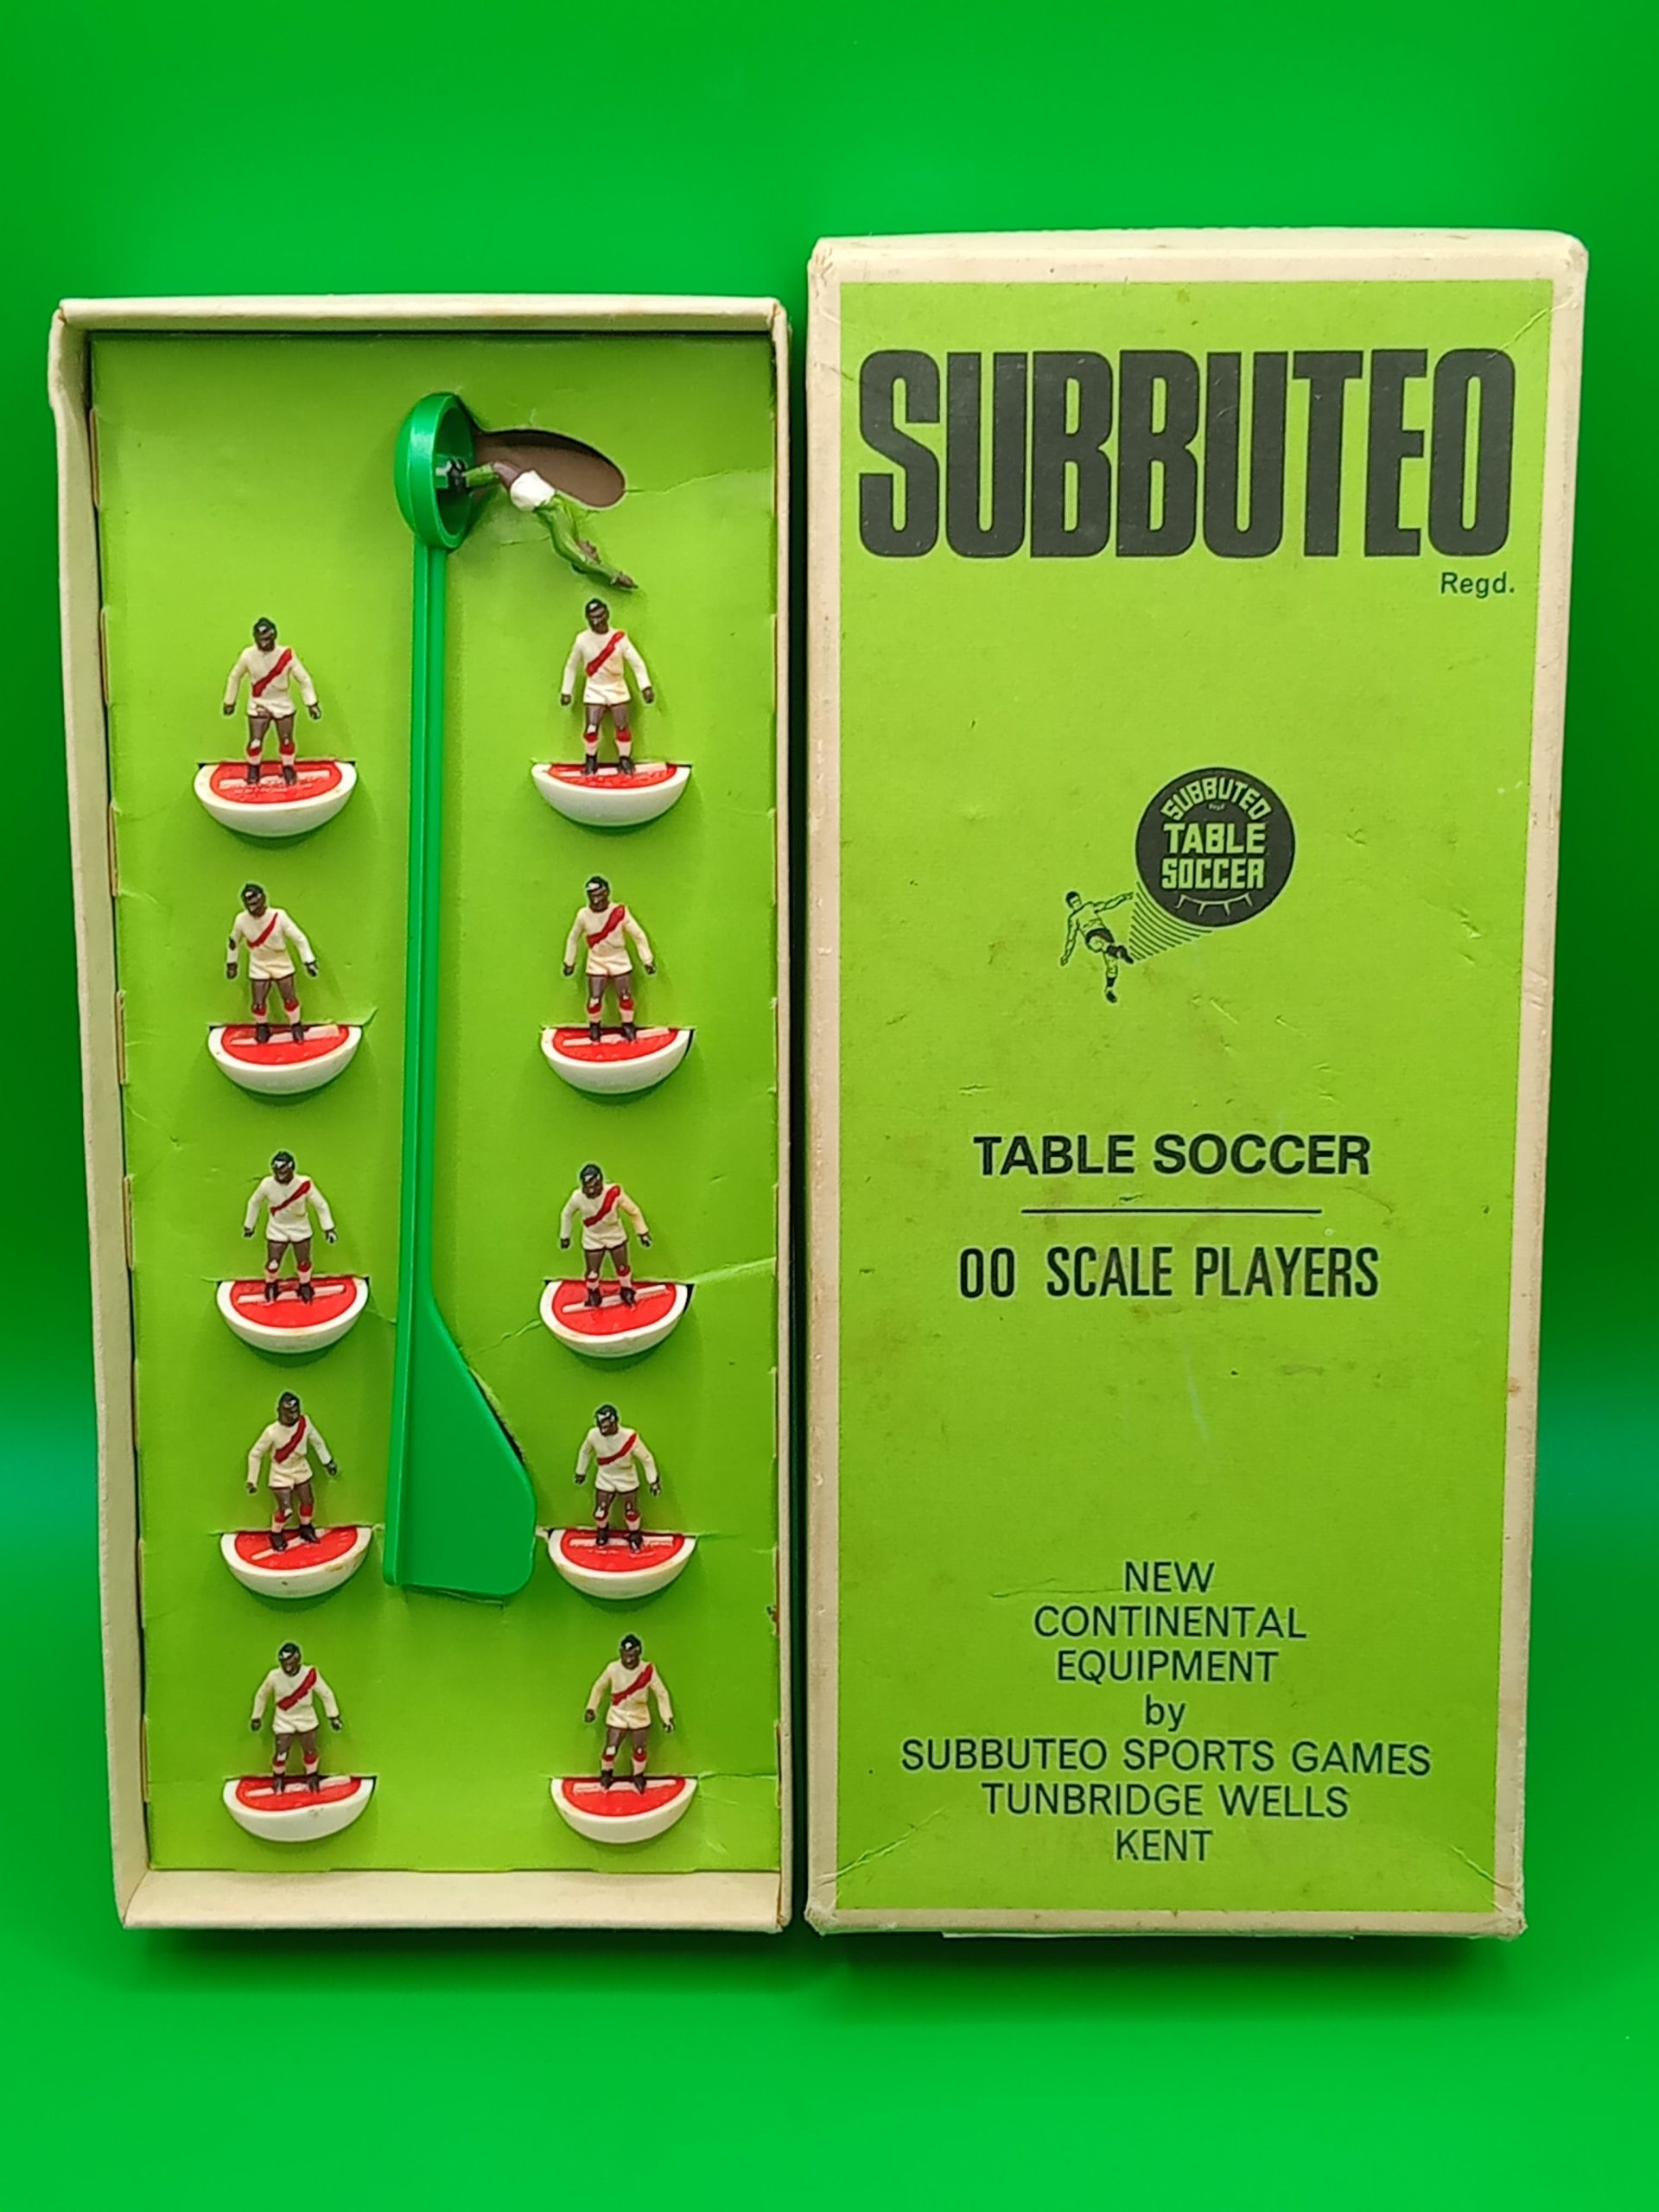 SUBBUTEO
Regd.
SUBBUTEO
Regd
TABLE
SOCCER
TABLE SOCCER
00 SCALE PLAYERS
NEW
CONTINENTAL
EQUIPMENT
by
SUBBUTEO SPORTS GAMES
TUNBRIDGE WELLS
KENT